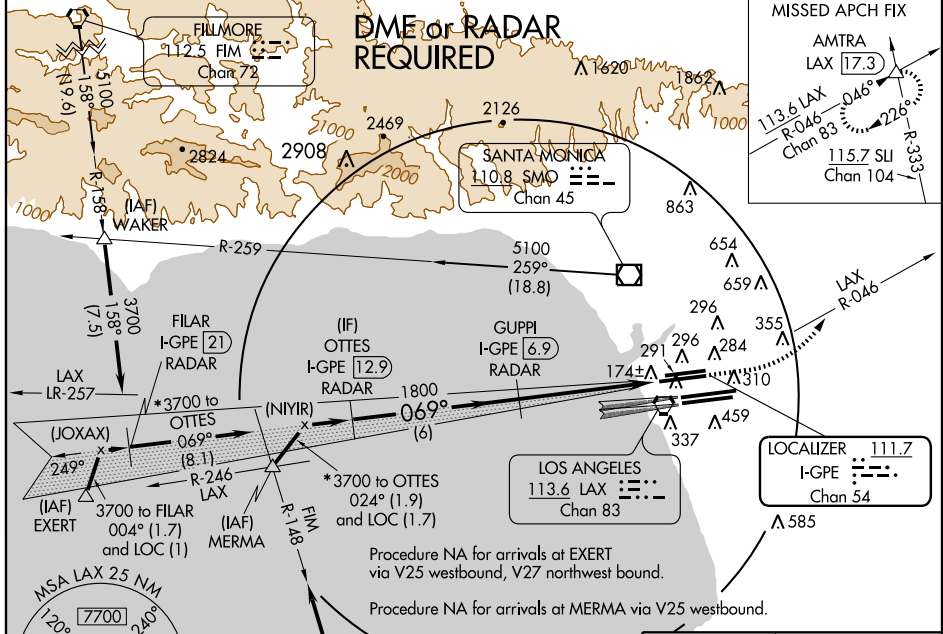 DME or RADAR
REQUIRED
FILLMORE
112.5 FIM
Chan 72
5100
158°
(19.6)
R-158
1620
1862
2126
2469
2824
2908
1000
2000
1000
1000
MISSED APCH FIX
AMTRA
LAX 17.3
113.6 LAX
R-046
Chan 83
046°
226°
R-333
115.7 SLI
Chan 104
SANTA MONICA
110.8 SMO
Chan 45
863
654
659
(IAF)
WAKER
R-259
5100
259°
(18.8)
3700
158°
(7.5)
LAX
R-046
FILAR
I-GPE 21
RADAR
(IF)
OTTES
I-GPE 12.9
RADAR
GUPPI
I-GPE 6.9
RADAR
296
355
296
284
291
174±
310
459
337
585
LAX
LR-257
*3700 to
OTTES
069°
(8.1)
(NIYIR)
1800
069°
(6)
(JOXAX)
249°
R-246
LAX
(IAF)
EXERT
3700 to FILAR
004° (1.7)
and LOC (1)
(IAF)
MERMA
*3700 to OTTES
024° (1.9)
and LOC (1.7)
FIM
R-148
LOS ANGELES
113.6 LAX
Chan 83
LOCALIZER 111.7
I-GPE
Chan 54
Procedure NA for arrivals at EXERT
via V25 westbound, V27 northwest bound.
Procedure NA for arrivals at MERMA via V25 westbound.
MSA LAX 25 NM
7700
120°
240°